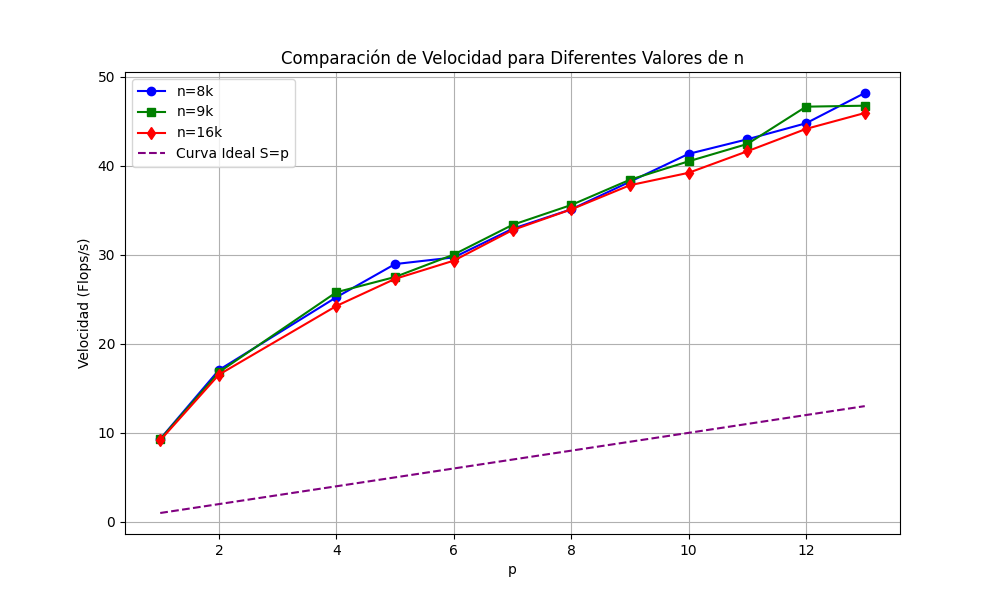 Comparación de Velocidad para Diferentes Valores de n
n=8k
n=9k
n=16k
Curva Ideal S=p
Velocidad (Flops/s)
50
40
30
20
10
0
2 4 6 8 10 12
p